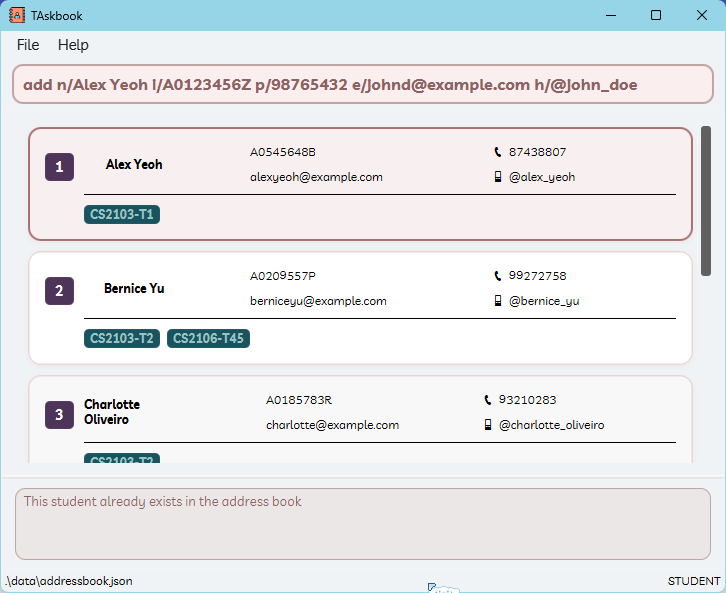 TAskbook
File Help
add n/Alex Yeoh i/A0123456Z p/98765432 e/johnd@example.com h/@john_doe
1 Alex Yeoh A0545648B 87438807
alexyeoh@example.com @alex_yeoh
CS2103-T1
2 Bernice Yu A0209557P 99272758
berniceyu@example.com @bernice_yu
CS2103-T2 CS2106-T45
3 Charlotte Oliveiro A0185783R 93210283
charlotte@example.com @charlotte_oliveiro
CS2103-T2
This student already exists in the address book
.\data\addressbook.json STUDENT